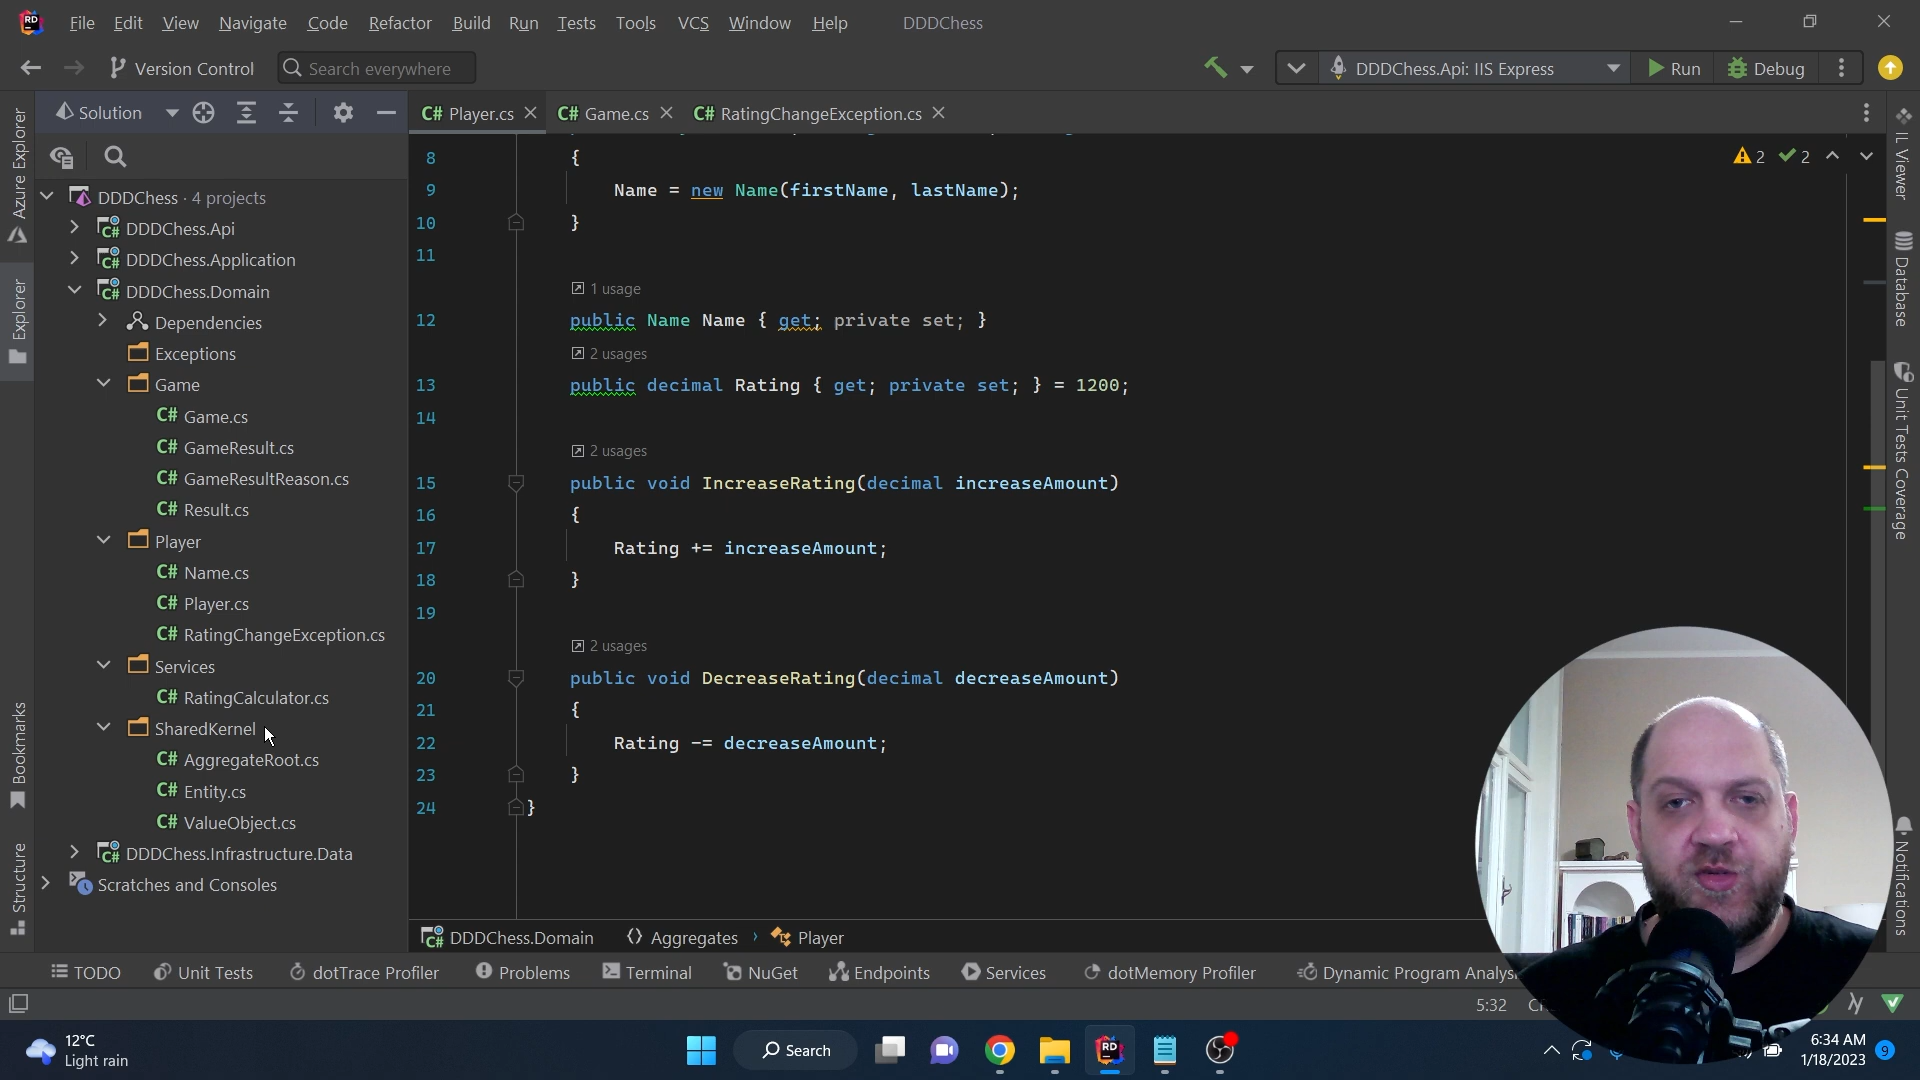 File Edit View Navigate Code Refactor Build Run Tests Tools VCS Window Help DDDChess
Version Control Search everywhere DDDChess.Api: IIS Express Run Debug
Solution
C# Player.cs C# Game.cs C# RatingChangeException.cs
Azure Explorer
Explorer
Bookmarks
Structure
DDDChess · 4 projects
DDDChess.Api
DDDChess.Application
DDDChess.Domain
Dependencies
Exceptions
Game
C# Game.cs
C# GameResult.cs
C# GameResultReason.cs
C# Result.cs
Player
C# Name.cs
C# Player.cs
C# RatingChangeException.cs
Services
C# RatingCalculator.cs
SharedKernel
C# AggregateRoot.cs
C# Entity.cs
C# ValueObject.cs
DDDChess.Infrastructure.Data
Scratches and Consoles
2 2
8 {
9 Name = new Name(firstName, lastName);
10 }
11
1 usage
12 public Name Name { get; private set; }
2 usages
13 public decimal Rating { get; private set; } = 1200;
14
2 usages
15 public void IncreaseRating(decimal increaseAmount)
16 {
17 Rating += increaseAmount;
18 }
19
2 usages
20 public void DecreaseRating(decimal decreaseAmount)
21 {
22 Rating -= decreaseAmount;
23 }
24 }
IL Viewer
Database
Unit Tests Coverage
Notifications
DDDChess.Domain Aggregates Player
TODO Unit Tests dotTrace Profiler Problems Terminal NuGet Endpoints Services dotMemory Profiler Dynamic Program
5:32
12°C
Light rain
Search
6:34 AM
1/18/2023
9